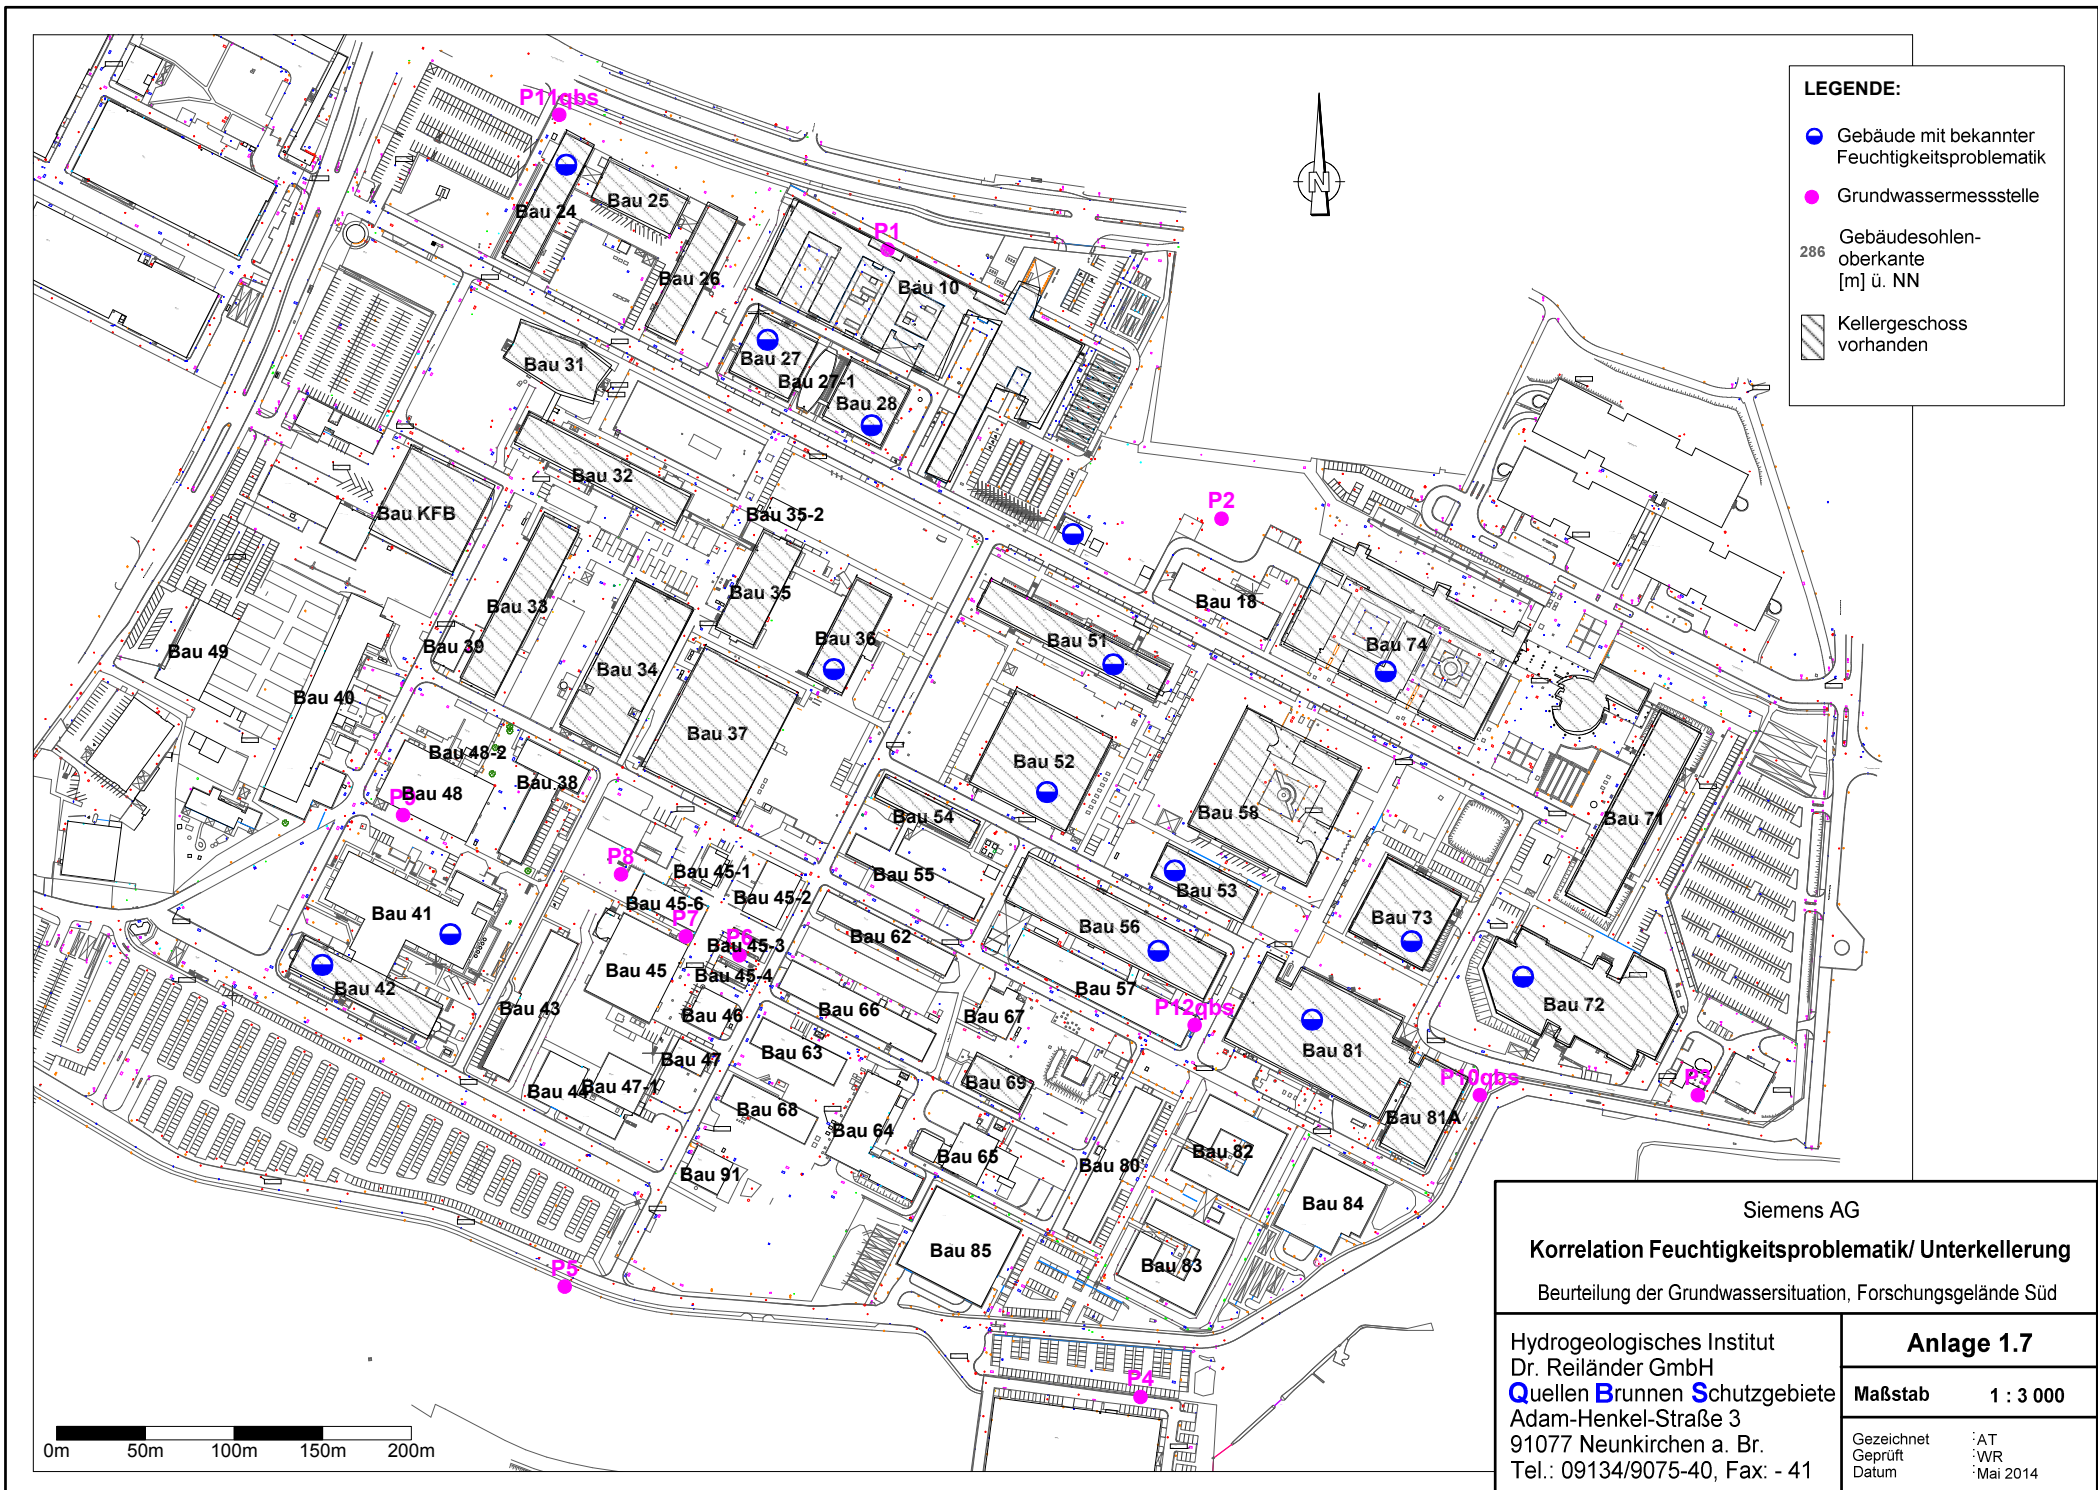 P11qbs
Bau 24
Bau 25
Bau 26
P1
Bau 10
Bau 27
Bau 27-1
Bau 28
Bau 31
Bau 32
Bau KFB
Bau 35-2
P2
Bau 33
Bau 35
Bau 18
Bau 39
Bau 34
Bau 36
Bau 51
Bau 74
Bau 49
Bau 40
Bau 37
Bau 52
Bau 48-2
Bau 38
Bau 48
P9
Bau 54
Bau 58
Bau 71
P8
Bau 45-1
Bau 55
Bau 53
Bau 45-6
Bau 45-2
Bau 41
P7
P6
Bau 45-3
Bau 62
Bau 56
Bau 73
Bau 45
Bau 45-4
Bau 42
Bau 57
Bau 72
Bau 43
Bau 46
Bau 66
Bau 67
P12qbs
Bau 63
Bau 47
Bau 81
Bau 44
Bau 47-1
Bau 69
P10qbs
P3
Bau 68
Bau 64
Bau 81A
Bau 65
Bau 80
Bau 82
Bau 91
Bau 84
Bau 85
Bau 83
P5
P4
N
LEGENDE:
Gebäude mit bekannter
Feuchtigkeitsproblematik
Grundwassermessstelle
286
Gebäudesohlen-
oberkante
[m] ü. NN
Kellergeschoss
vorhanden
0m 50m 100m 150m 200m
Siemens AG
Korrelation Feuchtigkeitsproblematik/ Unterkellerung
Beurteilung der Grundwassersituation, Forschungsgelände Süd
Hydrogeologisches Institut
Dr. Reiländer GmbH
Quellen Brunnen Schutzgebiete
Adam-Henkel-Straße 3
91077 Neunkirchen a. Br.
Tel.: 09134/9075-40, Fax: - 41
Anlage 1.7
Maßstab 1 : 3 000
Gezeichnet : AT
Geprüft : WR
Datum : Mai 2014